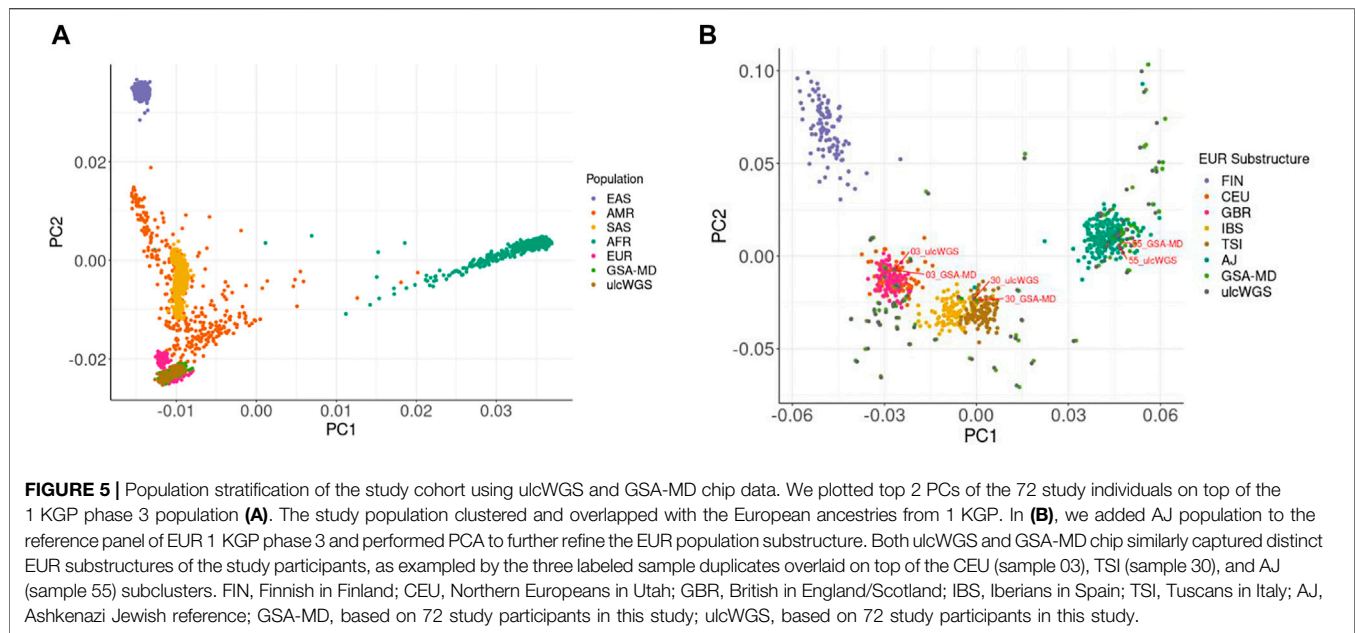 A
0.02
0.00
-0.02
PC2
-0.01
0.00
0.01
0.02
0.03
PC1
Population
EAS
AMR
SAS
AFR
EUR
GSA-MD
ulcWGS
B
0.10
0.05
0.00
-0.05
PC2
03_ulcWGS
03_GSA-MD
30_ulcWGS
30_GSA-MD
55_GSA-MD
55_ulcWGS
-0.06
-0.03
0.00
0.03
0.06
PC1
EUR Substructure
FIN
CEU
GBR
IBS
TSI
AJ
GSA-MD
ulcWGS
FIGURE 5 | Population stratification of the study cohort using ulcWGS and GSA-MD chip data. We plotted top 2 PCs of the 72 study individuals on top of the
1 KGP phase 3 population (A). The study population clustered and overlapped with the European ancestries from 1 KGP. In (B), we added AJ population to the
reference panel of EUR 1 KGP phase 3 and performed PCA to further refine the EUR population substructure. Both ulcWGS and GSA-MD chip similarly captured distinct
EUR substructures of the study participants, as exampled by the three labeled sample duplicates overlaid on top of the CEU (sample 03), TSI (sample 30), and AJ
(sample 55) subclusters. FIN, Finnish in Finland; CEU, Northern Europeans in Utah; GBR, British in England/Scotland; IBS, Iberians in Spain; TSI, Tuscans in Italy; AJ,
Ashkenazi Jewish reference; GSA-MD, based on 72 study participants in this study; ulcWGS, based on 72 study participants in this study.